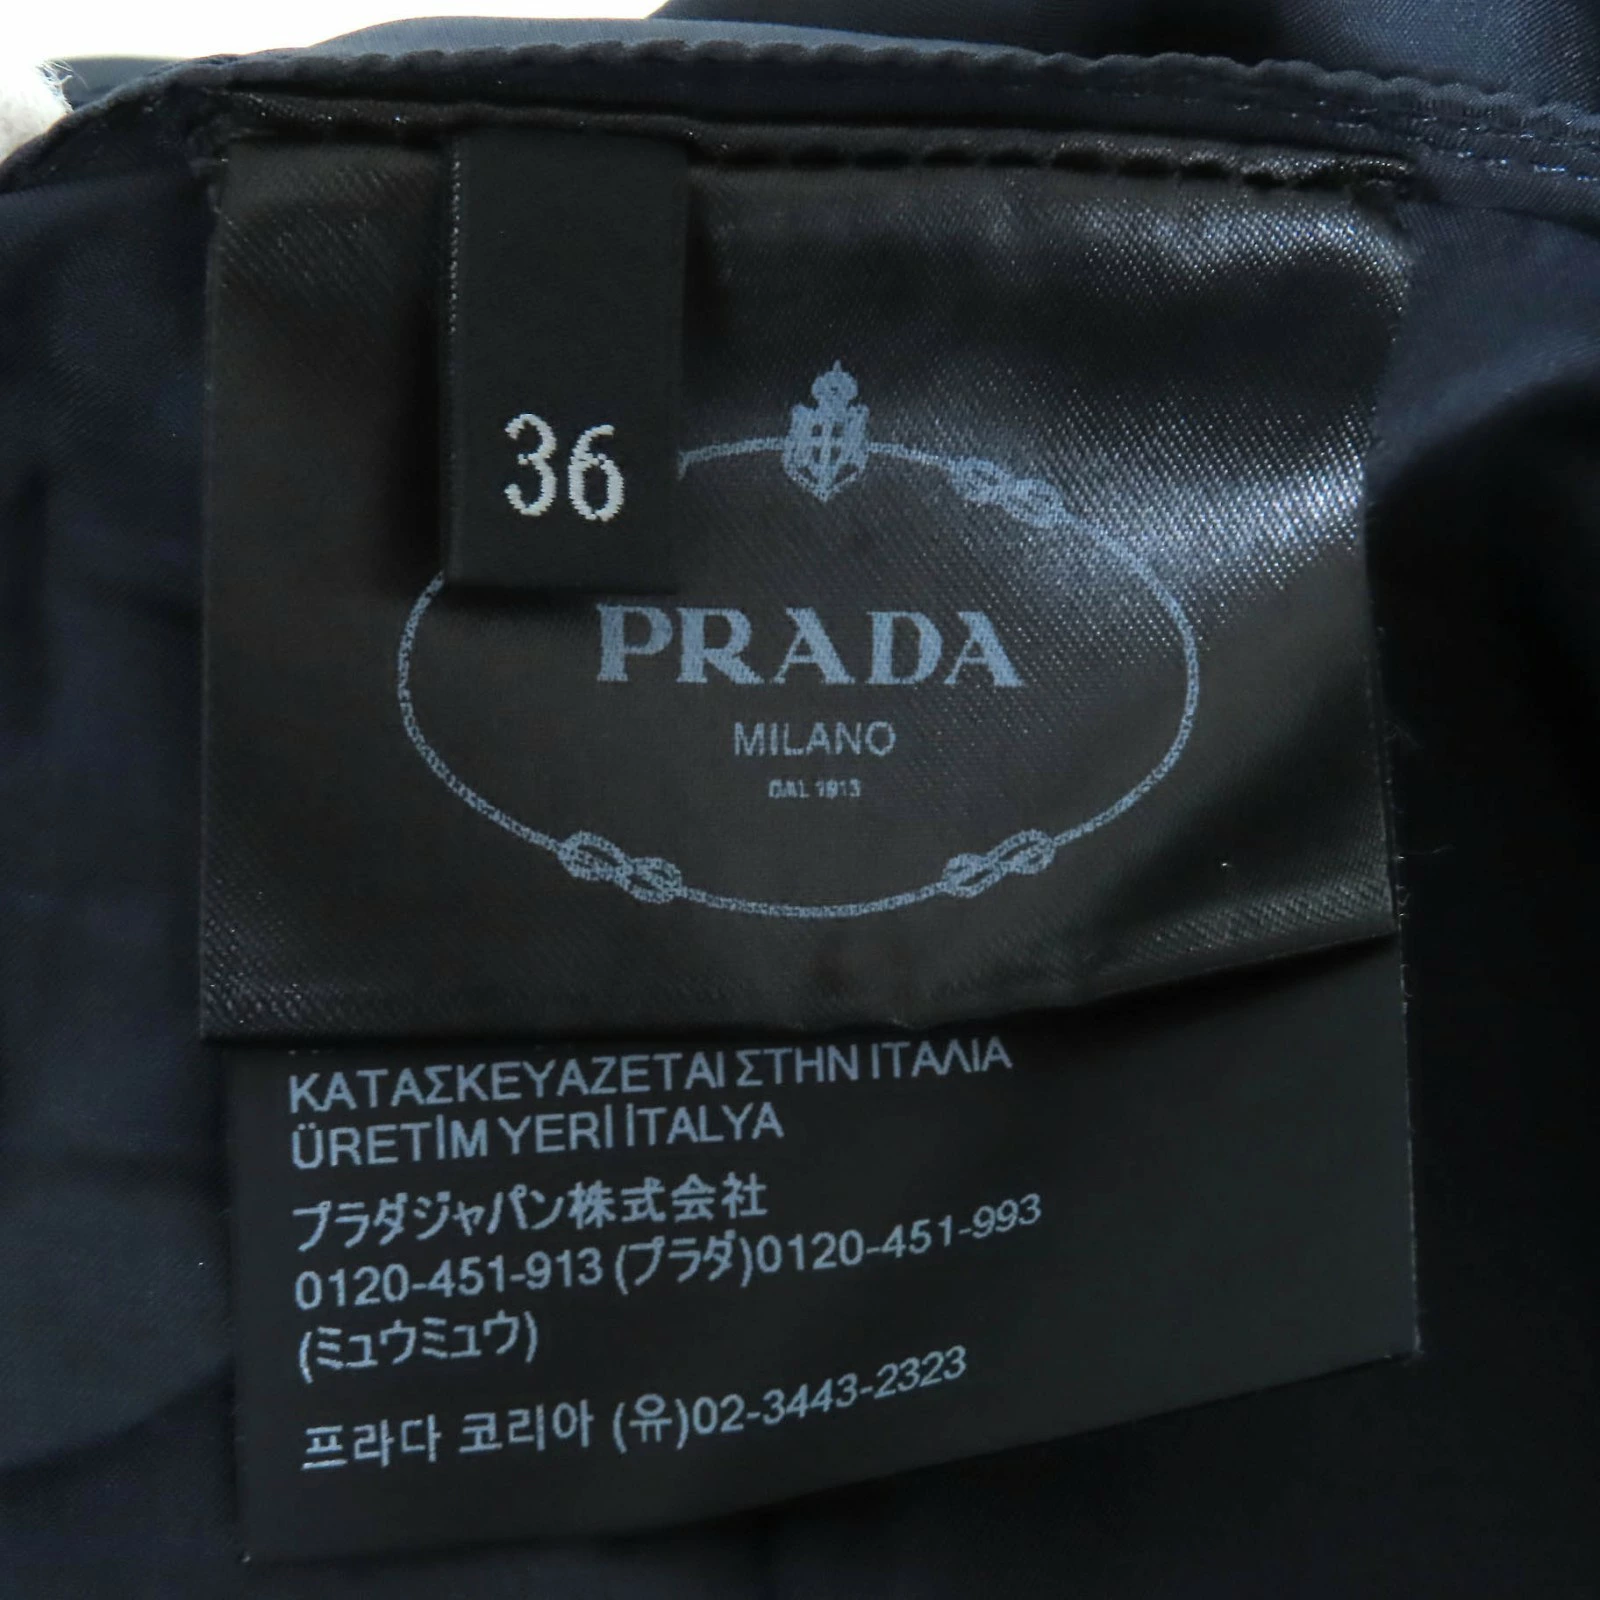 36
PRADA
MILANO
DAL 1913
ΚΑΤΑΣΚΕΥΑΖΕΤΑΙ ΣΤΗΝ ΙΤΑΛΙΑ
ÜRETİM YERİ İTALYA
プラダジャパン株式会社
0120-451-913 (プラダ)0120-451-993
(ミュウミュウ)
프라다 코리아 (유)02-3443-2323